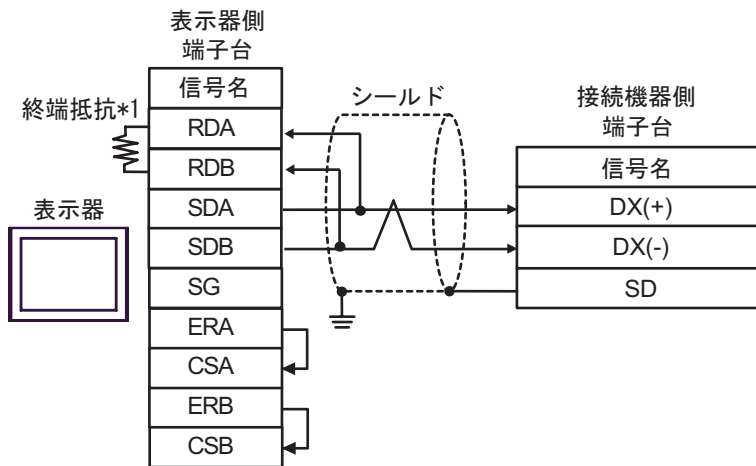 表示器側
端子台
信号名
終端抵抗*1
RDA
RDB
SDA
SDB
SG
ERA
CSA
ERB
CSB
表示器
シールド
接続機器側
端子台
信号名
DX(+)
DX(-)
SD